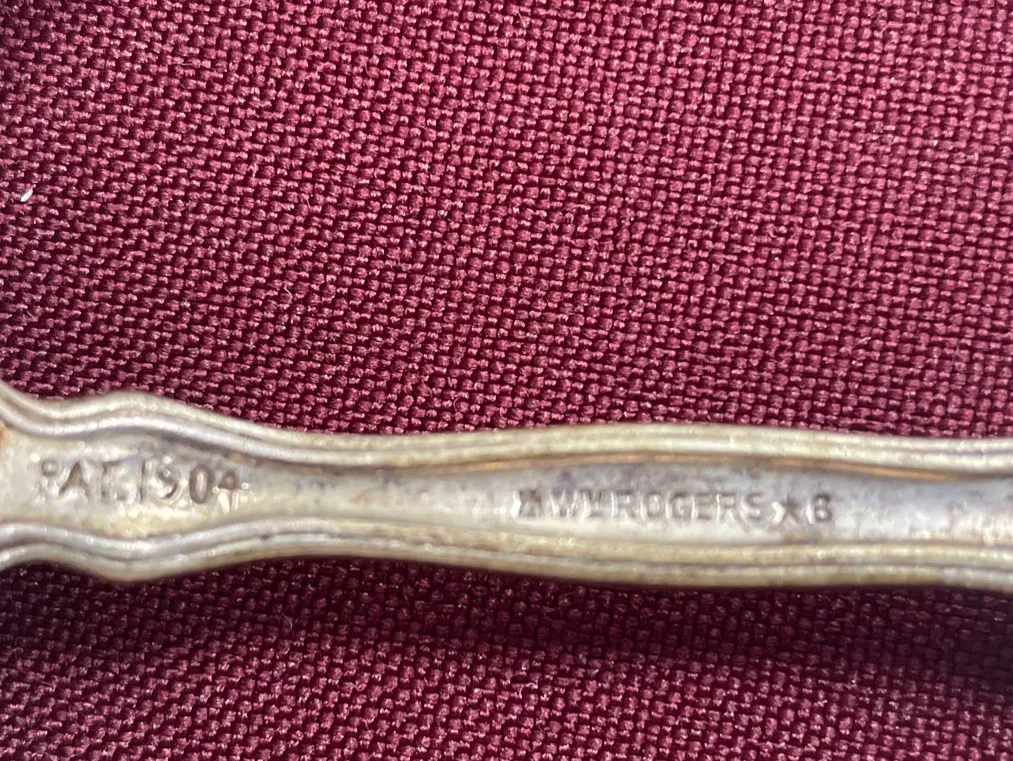 PAT. 1904
WM ROGERS ★ 6